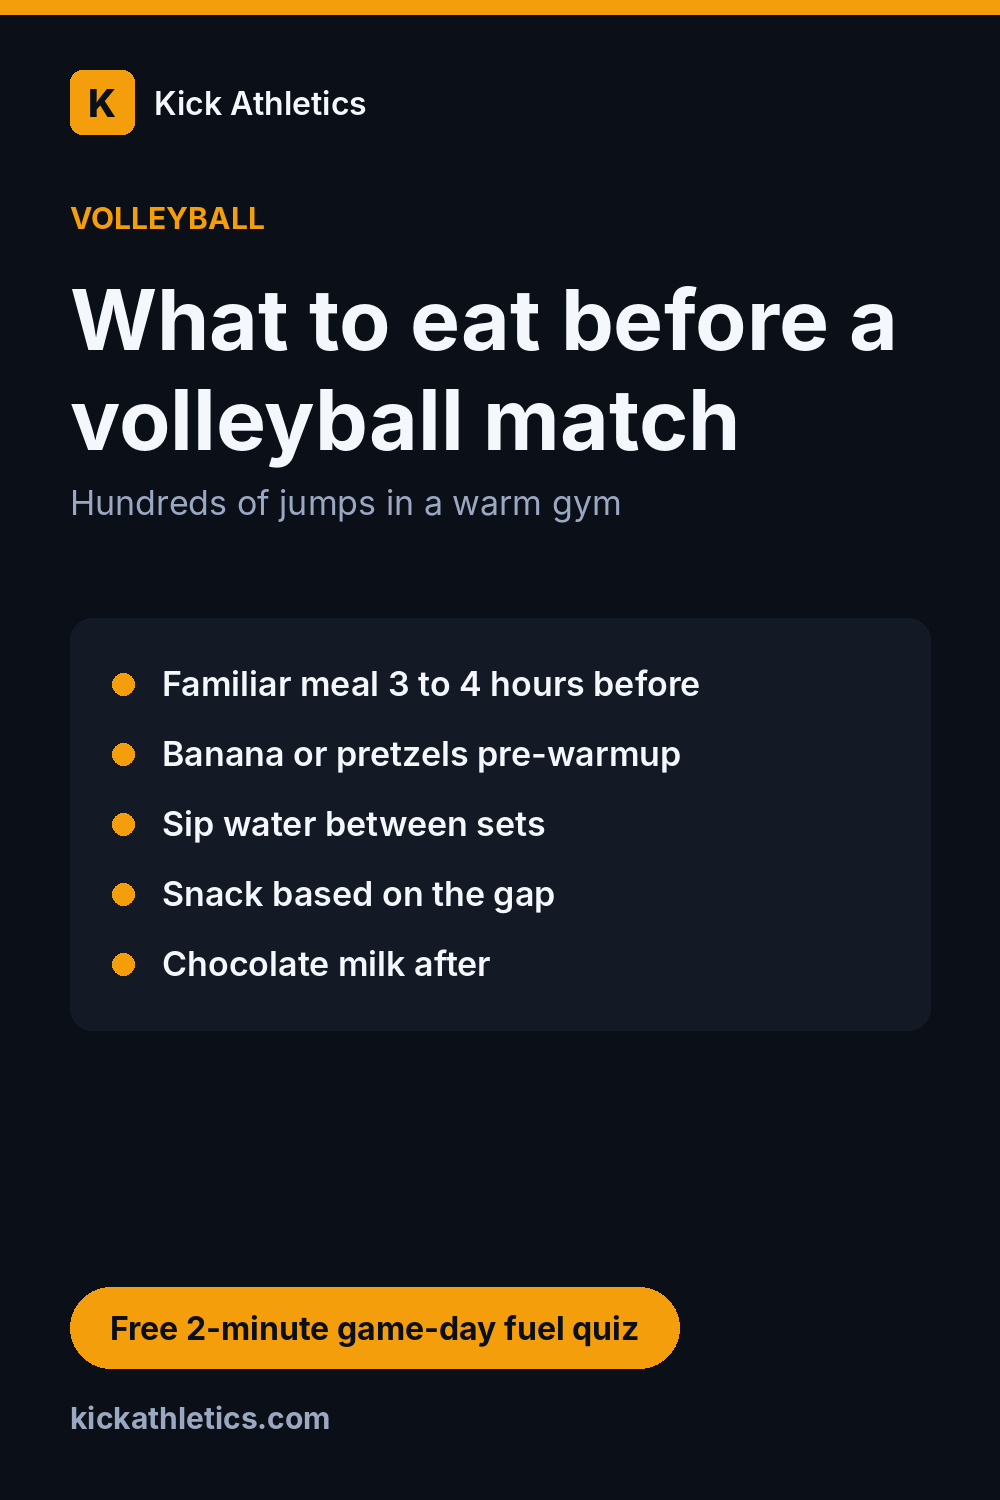 K
Kick Athletics
VOLLEYBALL
What to eat before a
volleyball match
Hundreds of jumps in a warm gym
Familiar meal 3 to 4 hours before
Banana or pretzels pre-warmup
Sip water between sets
Snack based on the gap
Chocolate milk after
Free 2-minute game-day fuel quiz
kickathletics.com